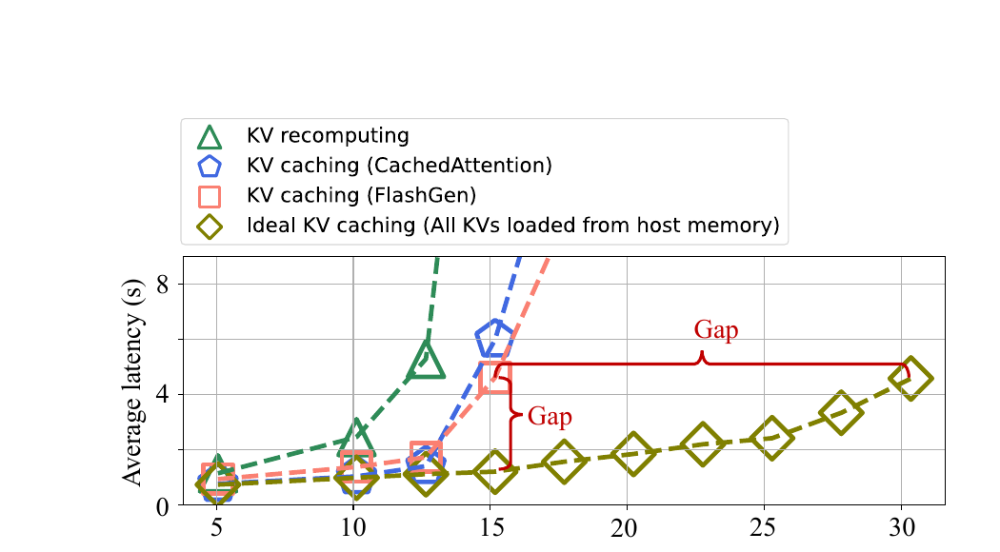 KV recomputing
KV caching (CachedAttention)
KV caching (FlashGen)
Ideal KV caching (All KVs loaded from host memory)
Average latency (s)
8
4
0
Gap
Gap
5 10 15 20 25 30